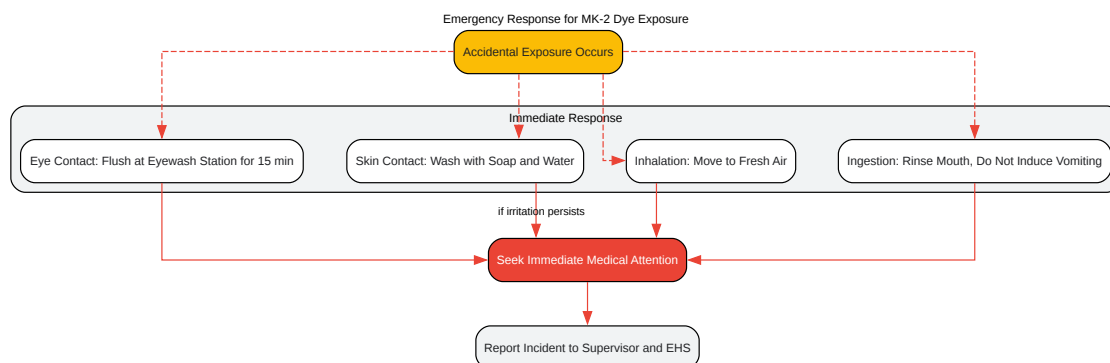 Emergency Response for MK-2 Dye Exposure
Accidental Exposure Occurs
Immediate Response
Eye Contact: Flush at Eyewash Station for 15 min
Skin Contact: Wash with Soap and Water
Inhalation: Move to Fresh Air
Ingestion: Rinse Mouth, Do Not Induce Vomiting
if irritation persists
Seek Immediate Medical Attention
Report Incident to Supervisor and EHS